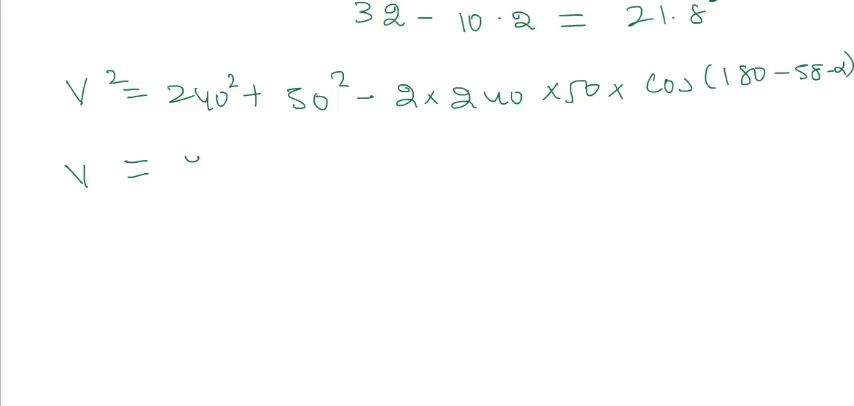 32 - 10.2 = 21.8°
V² = 240² + 50² - 2 × 240 × 50 × cos(180 - 58 - α)
V =